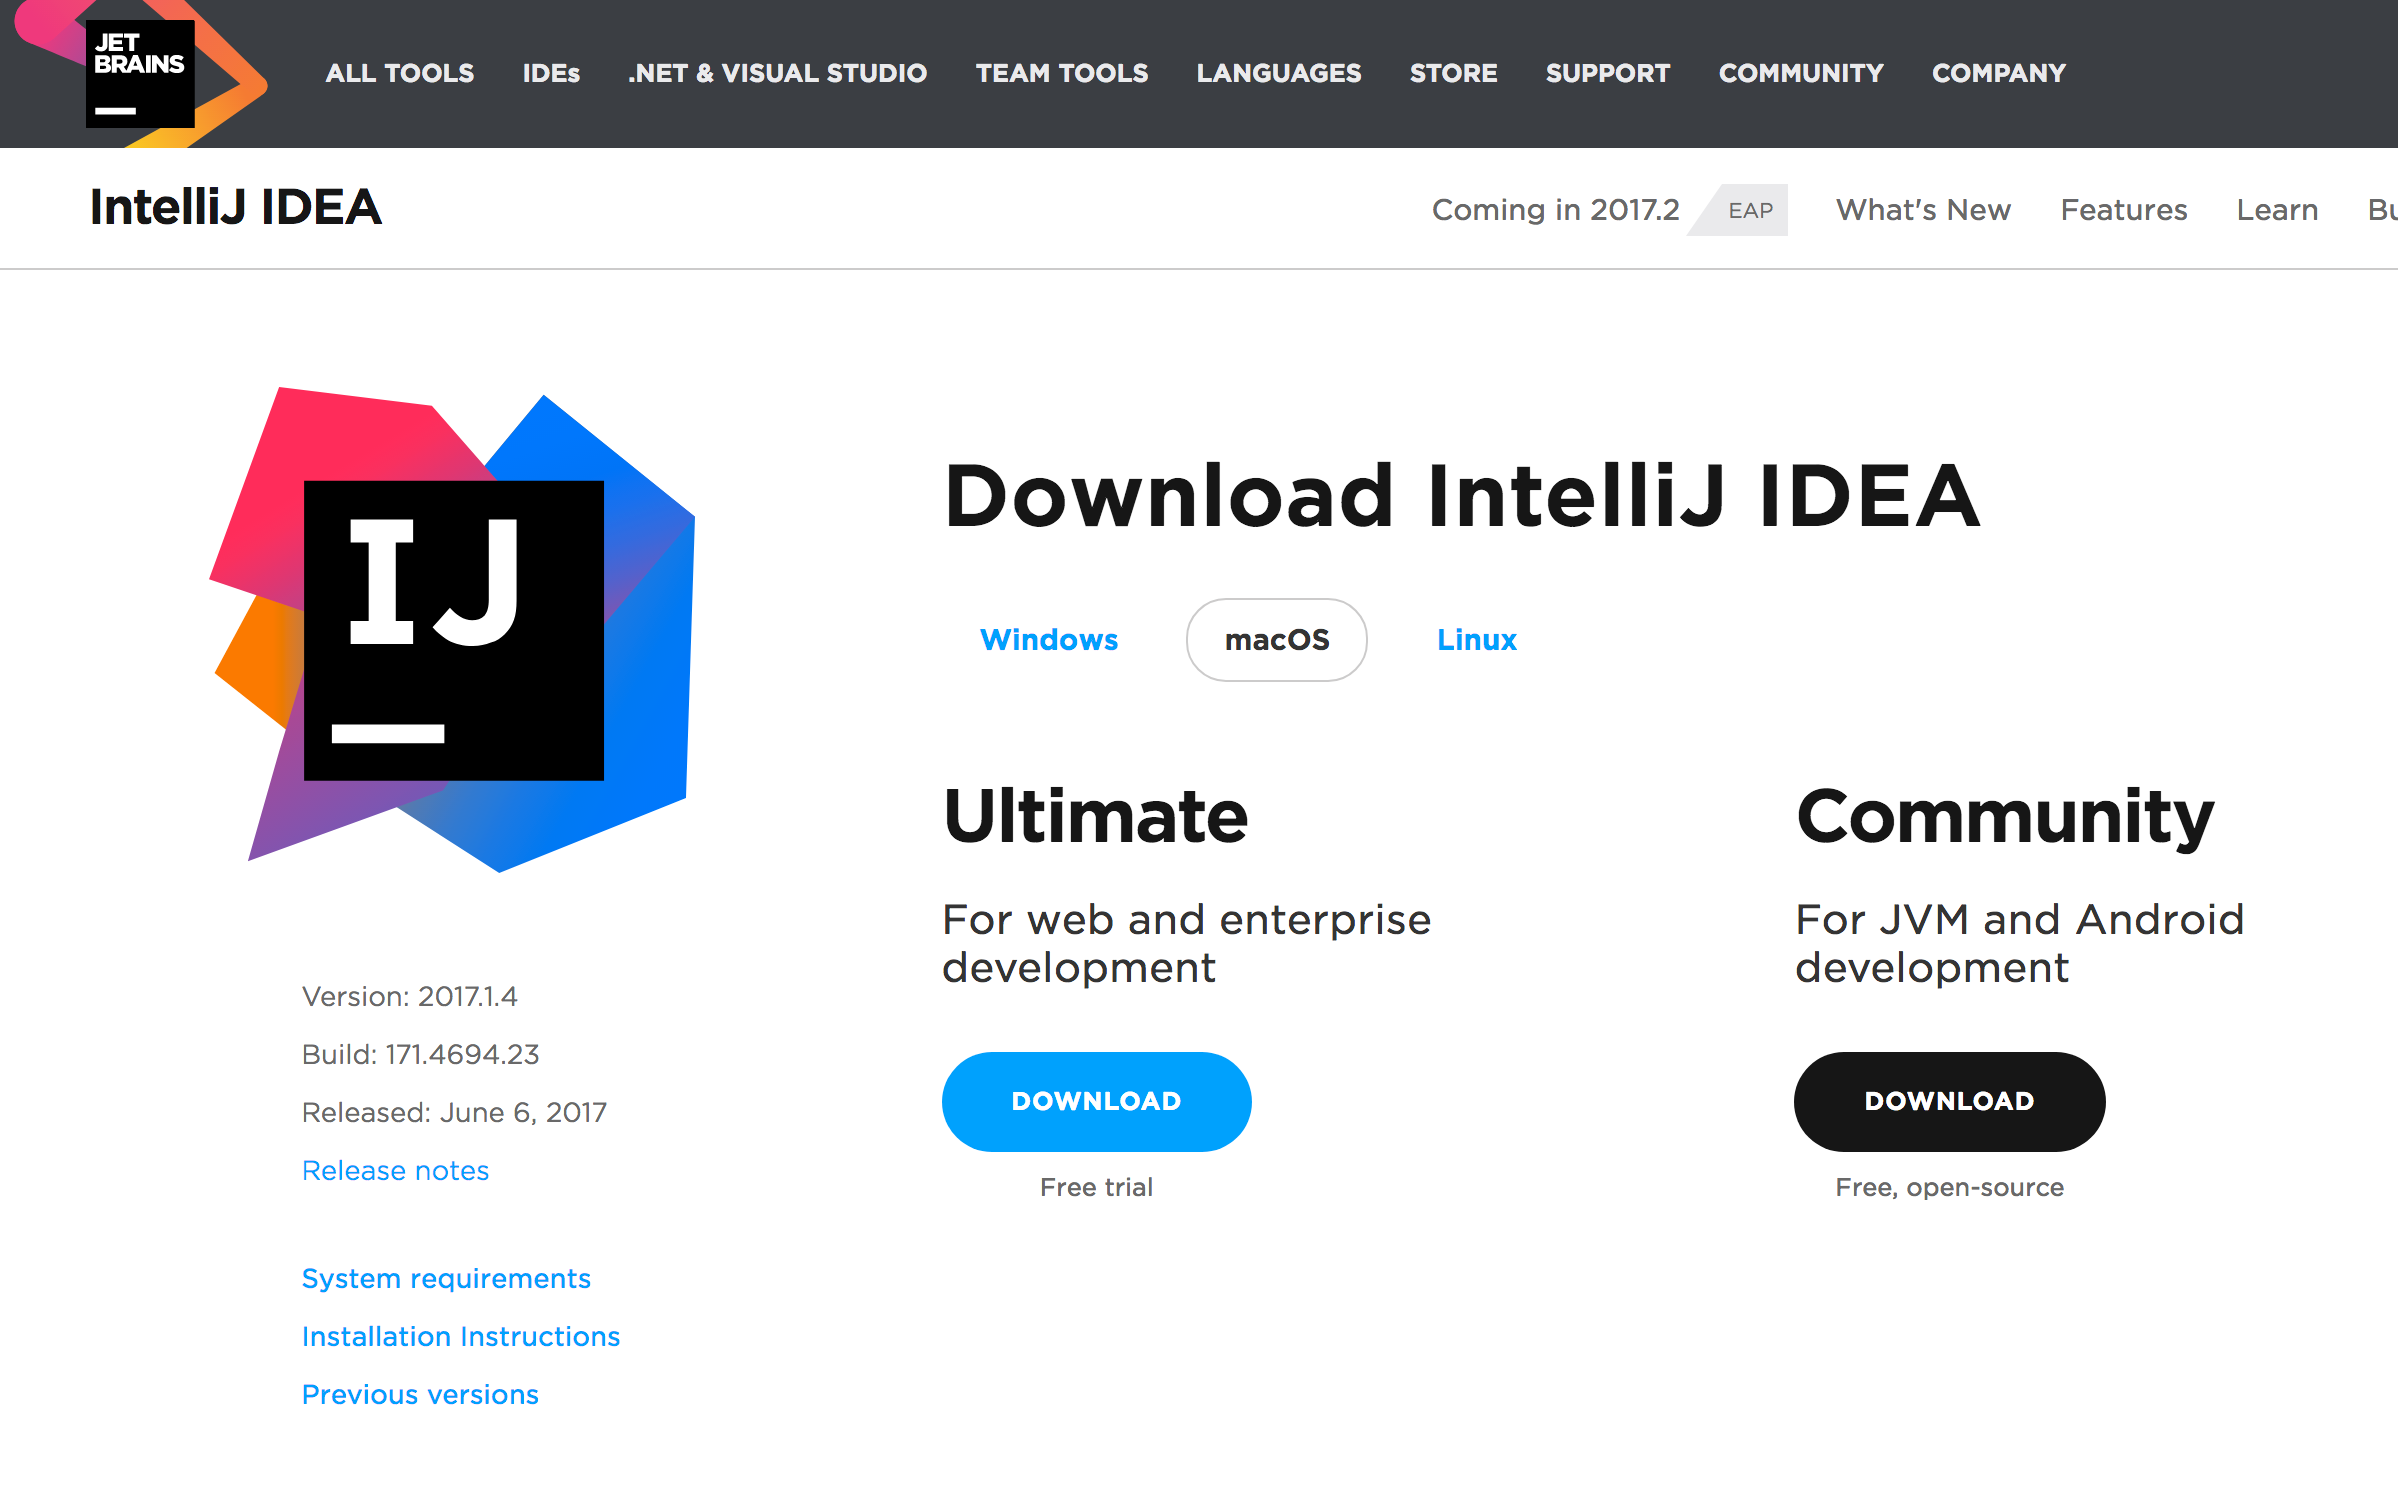 JET
BRAINS
ALL TOOLS IDEs .NET & VISUAL STUDIO TEAM TOOLS LANGUAGES STORE SUPPORT COMMUNITY COMPANY
IntelliJ IDEA
Coming in 2017.2 EAP What's New Features Learn
IJ
Download IntelliJ IDEA
Windows macOS Linux
Ultimate
For web and enterprise
development
DOWNLOAD
Free trial
Community
For JVM and Android
development
DOWNLOAD
Free, open-source
Version: 2017.1.4
Build: 171.4694.23
Released: June 6, 2017
Release notes
System requirements
Installation Instructions
Previous versions